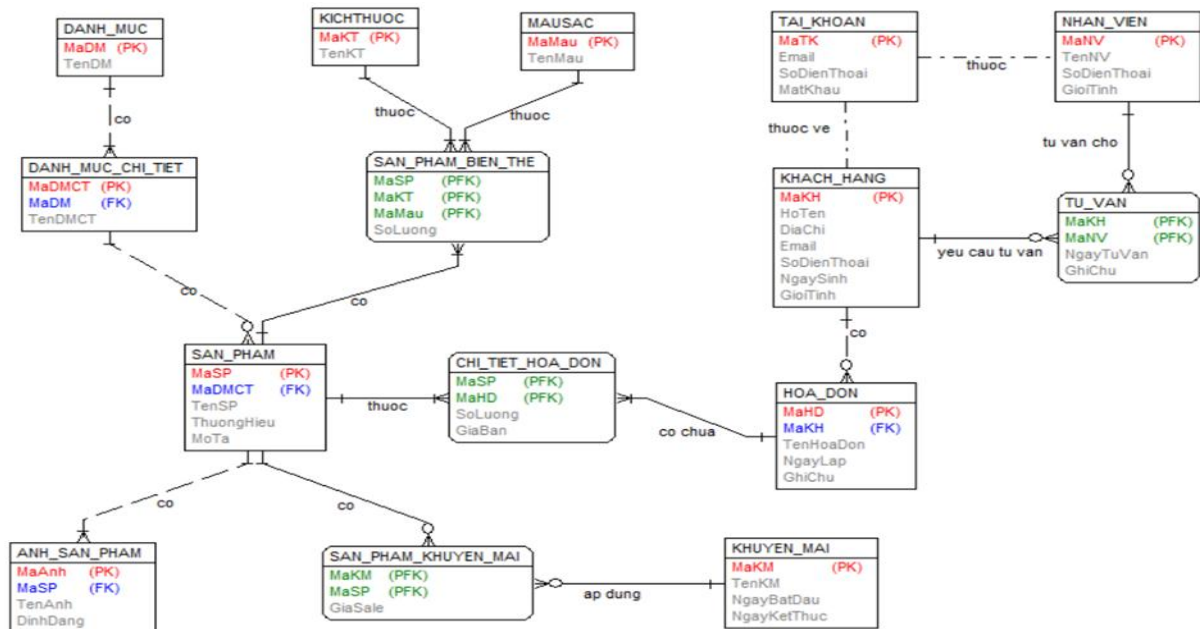 DANH_MUC
MaDM (PK)
TenDM
co
DANH_MUC_CHI_TIET
MaDMCT (PK)
MaDM (FK)
TenDMCT
co
KICHTHUOC
MaKT (PK)
TenKT
thuoc
MAUSAC
MaMau (PK)
TenMau
thuoc
SAN_PHAM_BIEN_THE
MaSP (PFK)
MaKT (PFK)
MaMau (PFK)
SoLuong
co
TAI_KHOAN
MaTK (PK)
Email
SoDienThoai
MatKhau
thuoc
NHAN_VIEN
MaNV (PK)
TenNV
SoDienThoai
GioiTinh
thuoc ve
tu van cho
KHACH_HANG
MaKH (PK)
HoTen
DiaChi
Email
SoDienThoai
NgaySinh
GioiTinh
yeu cau tu van
TU_VAN
MaKH (PFK)
MaNV (PFK)
NgayTuVan
GhiChu
co
SAN_PHAM
MaSP (PK)
MaDMCT (FK)
TenSP
ThuongHieu
MoTa
thuoc
CHI_TIET_HOA_DON
MaSP (PFK)
MaHD (PFK)
SoLuong
GiaBan
co chua
HOA_DON
MaHD (PK)
MaKH (FK)
TenHoaDon
NgayLap
GhiChu
co
co
ANH_SAN_PHAM
MaAnh (PK)
MaSP (FK)
TenAnh
DinhDang
SAN_PHAM_KHUYEN_MAI
MaKM (PFK)
MaSP (PFK)
GiaSale
ap dung
KHUYEN_MAI
MaKM (PK)
TenKM
NgayBatDau
NgayKetThuc